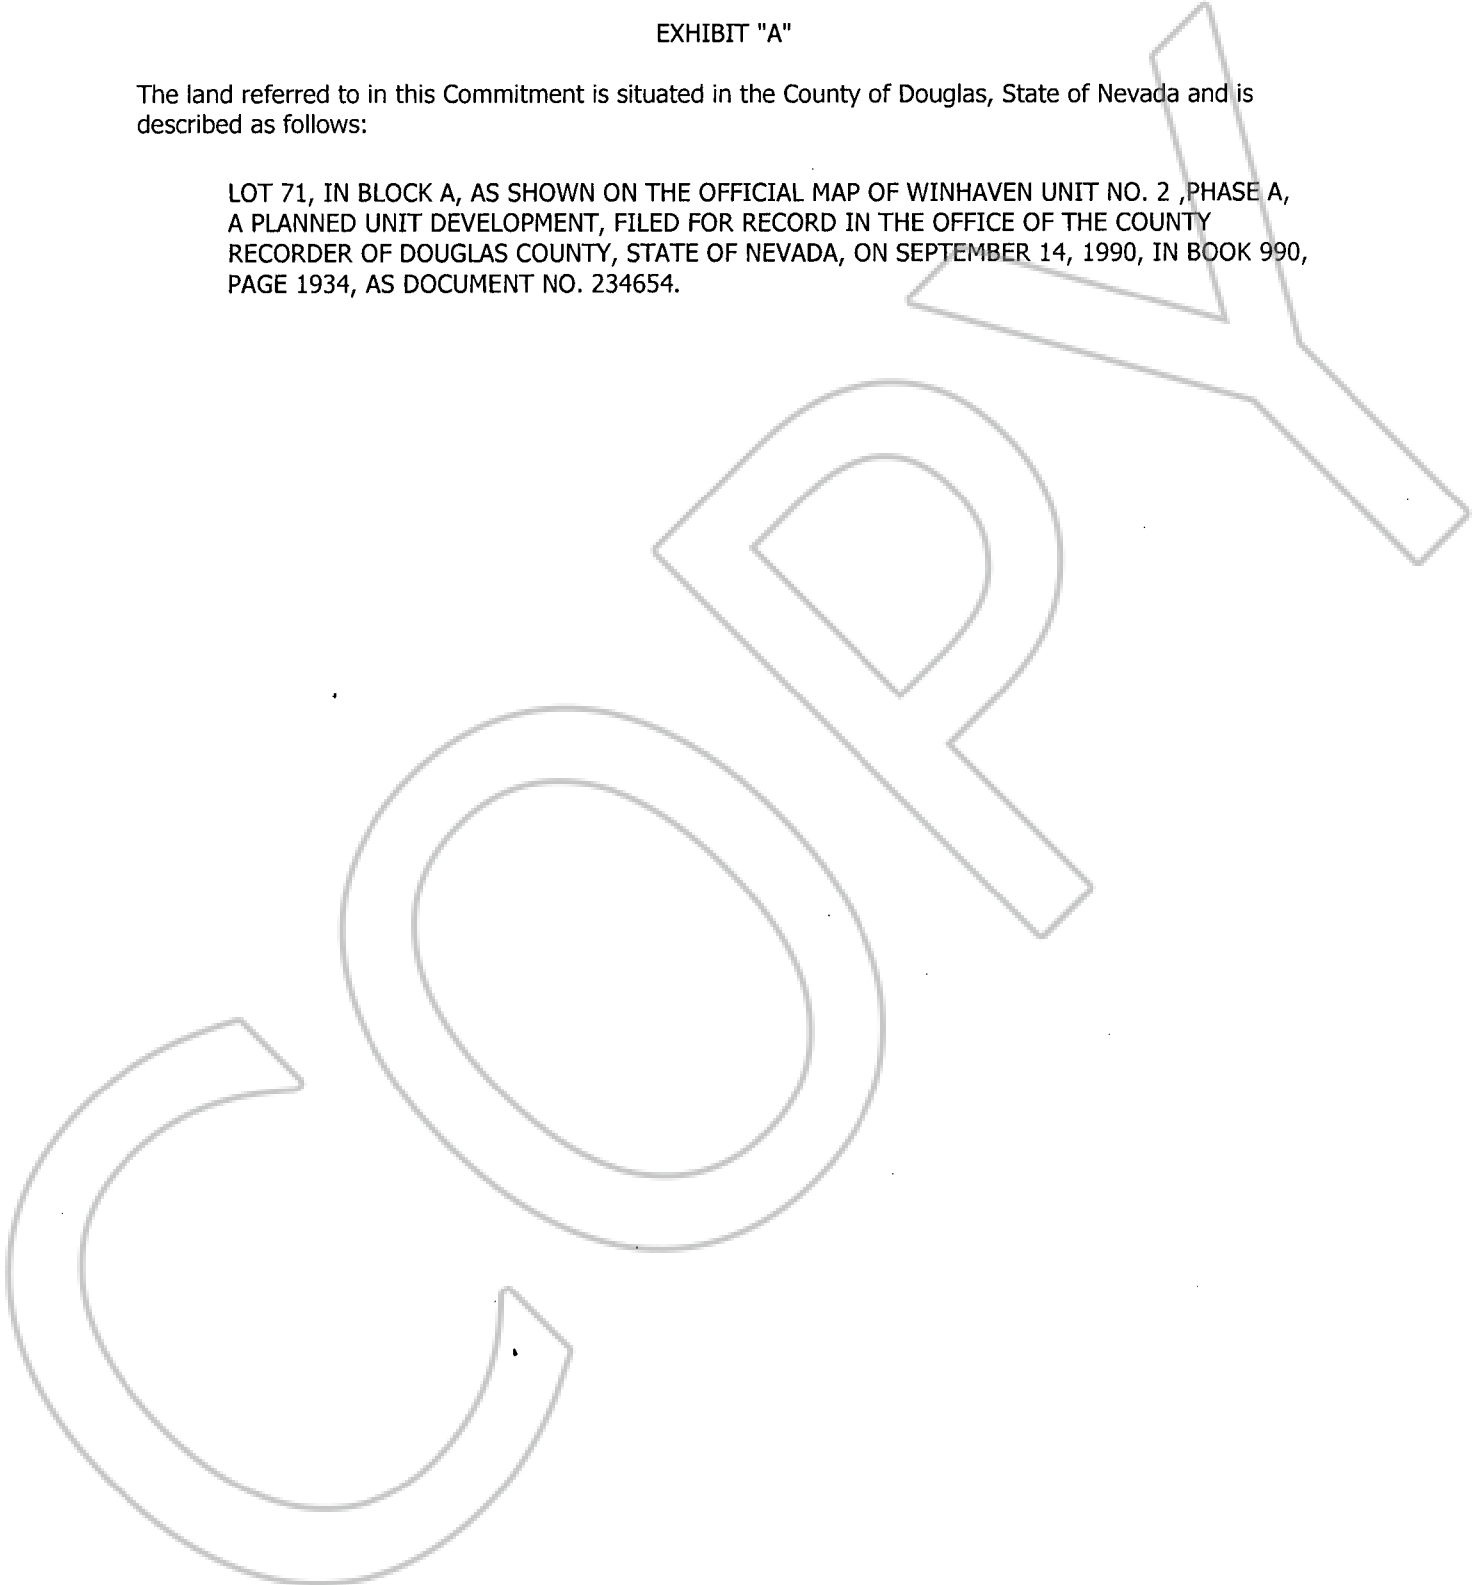 EXHIBIT "A"
The land referred to in this Commitment is situated in the County of Douglas, State of Nevada and is
described as follows:
LOT 71, IN BLOCK A, AS SHOWN ON THE OFFICIAL MAP OF WINHAVEN UNIT NO. 2 ,PHASE A,
A PLANNED UNIT DEVELOPMENT, FILED FOR RECORD IN THE OFFICE OF THE COUNTY
RECORDER OF DOUGLAS COUNTY, STATE OF NEVADA, ON SEPTEMBER 14, 1990, IN BOOK 990,
PAGE 1934, AS DOCUMENT NO. 234654.
COPY